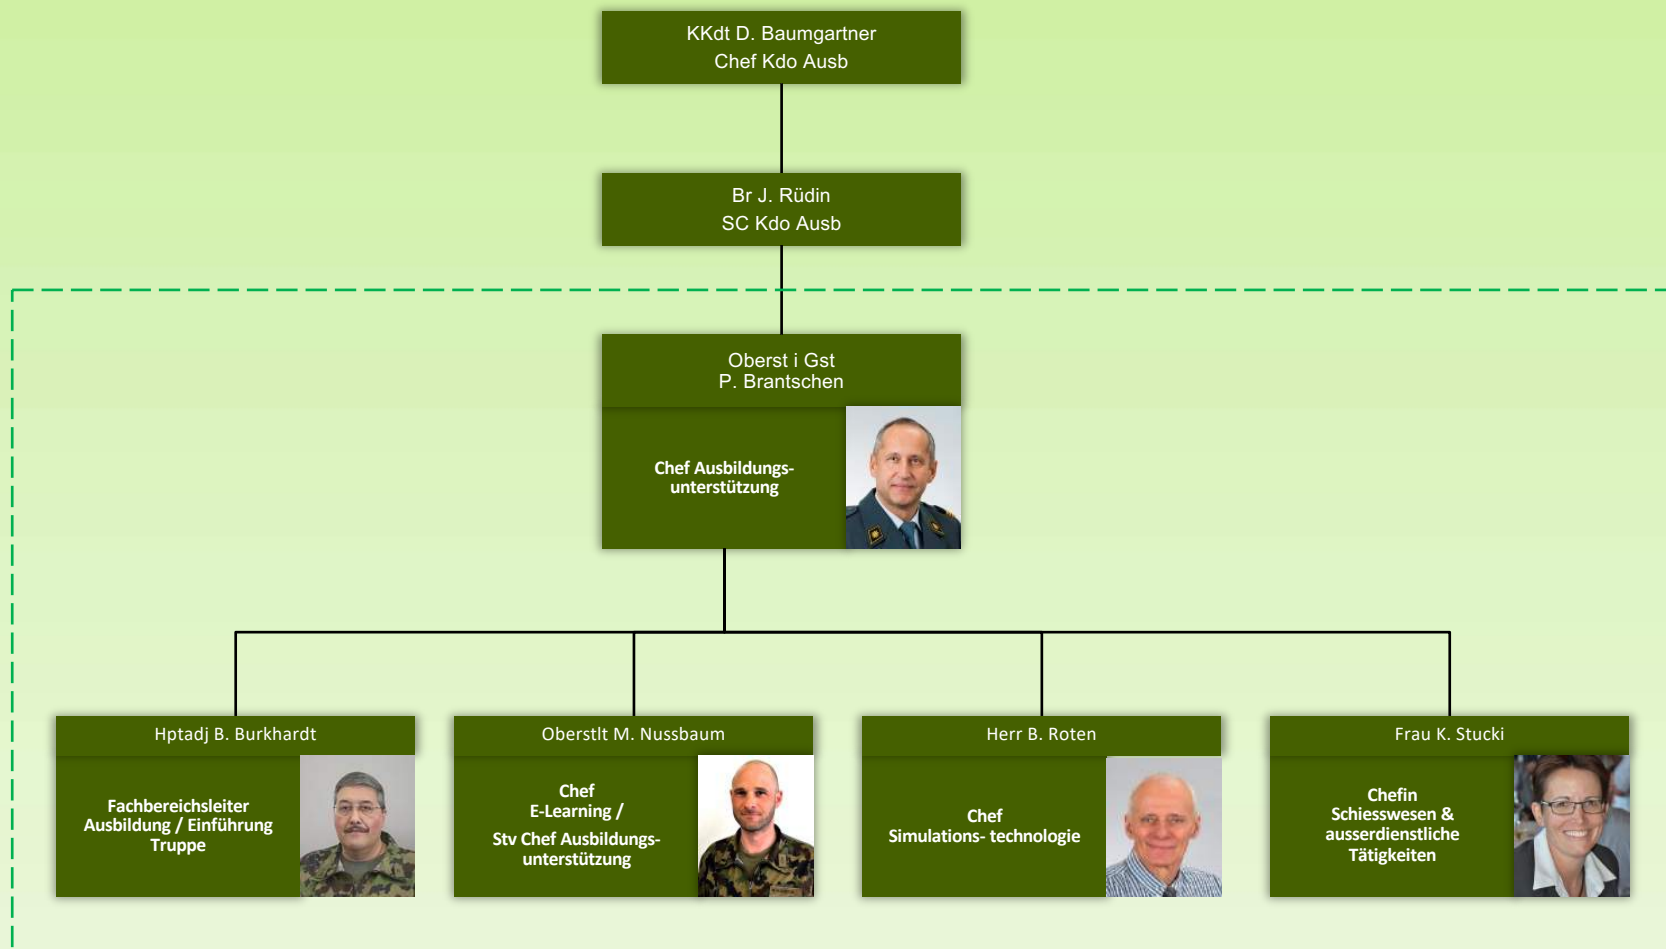 KKdt D. Baumgartner
Chef Kdo Ausb
Br J. Rüdin
SC Kdo Ausb
Oberst i Gst
P. Brantschen
Chef Ausbildungs-
unterstützung
Hptadj B. Burkhardt
Fachbereichsleiter
Ausbildung / Einführung
Truppe
Oberstlt M. Nussbaum
Chef
E-Learning /
Stv Chef Ausbildungs-
unterstützung
Herr B. Roten
Chef
Simulations- technologie
Frau K. Stucki
Chefin
Schiesswesen &
ausserdienstliche
Tätigkeiten